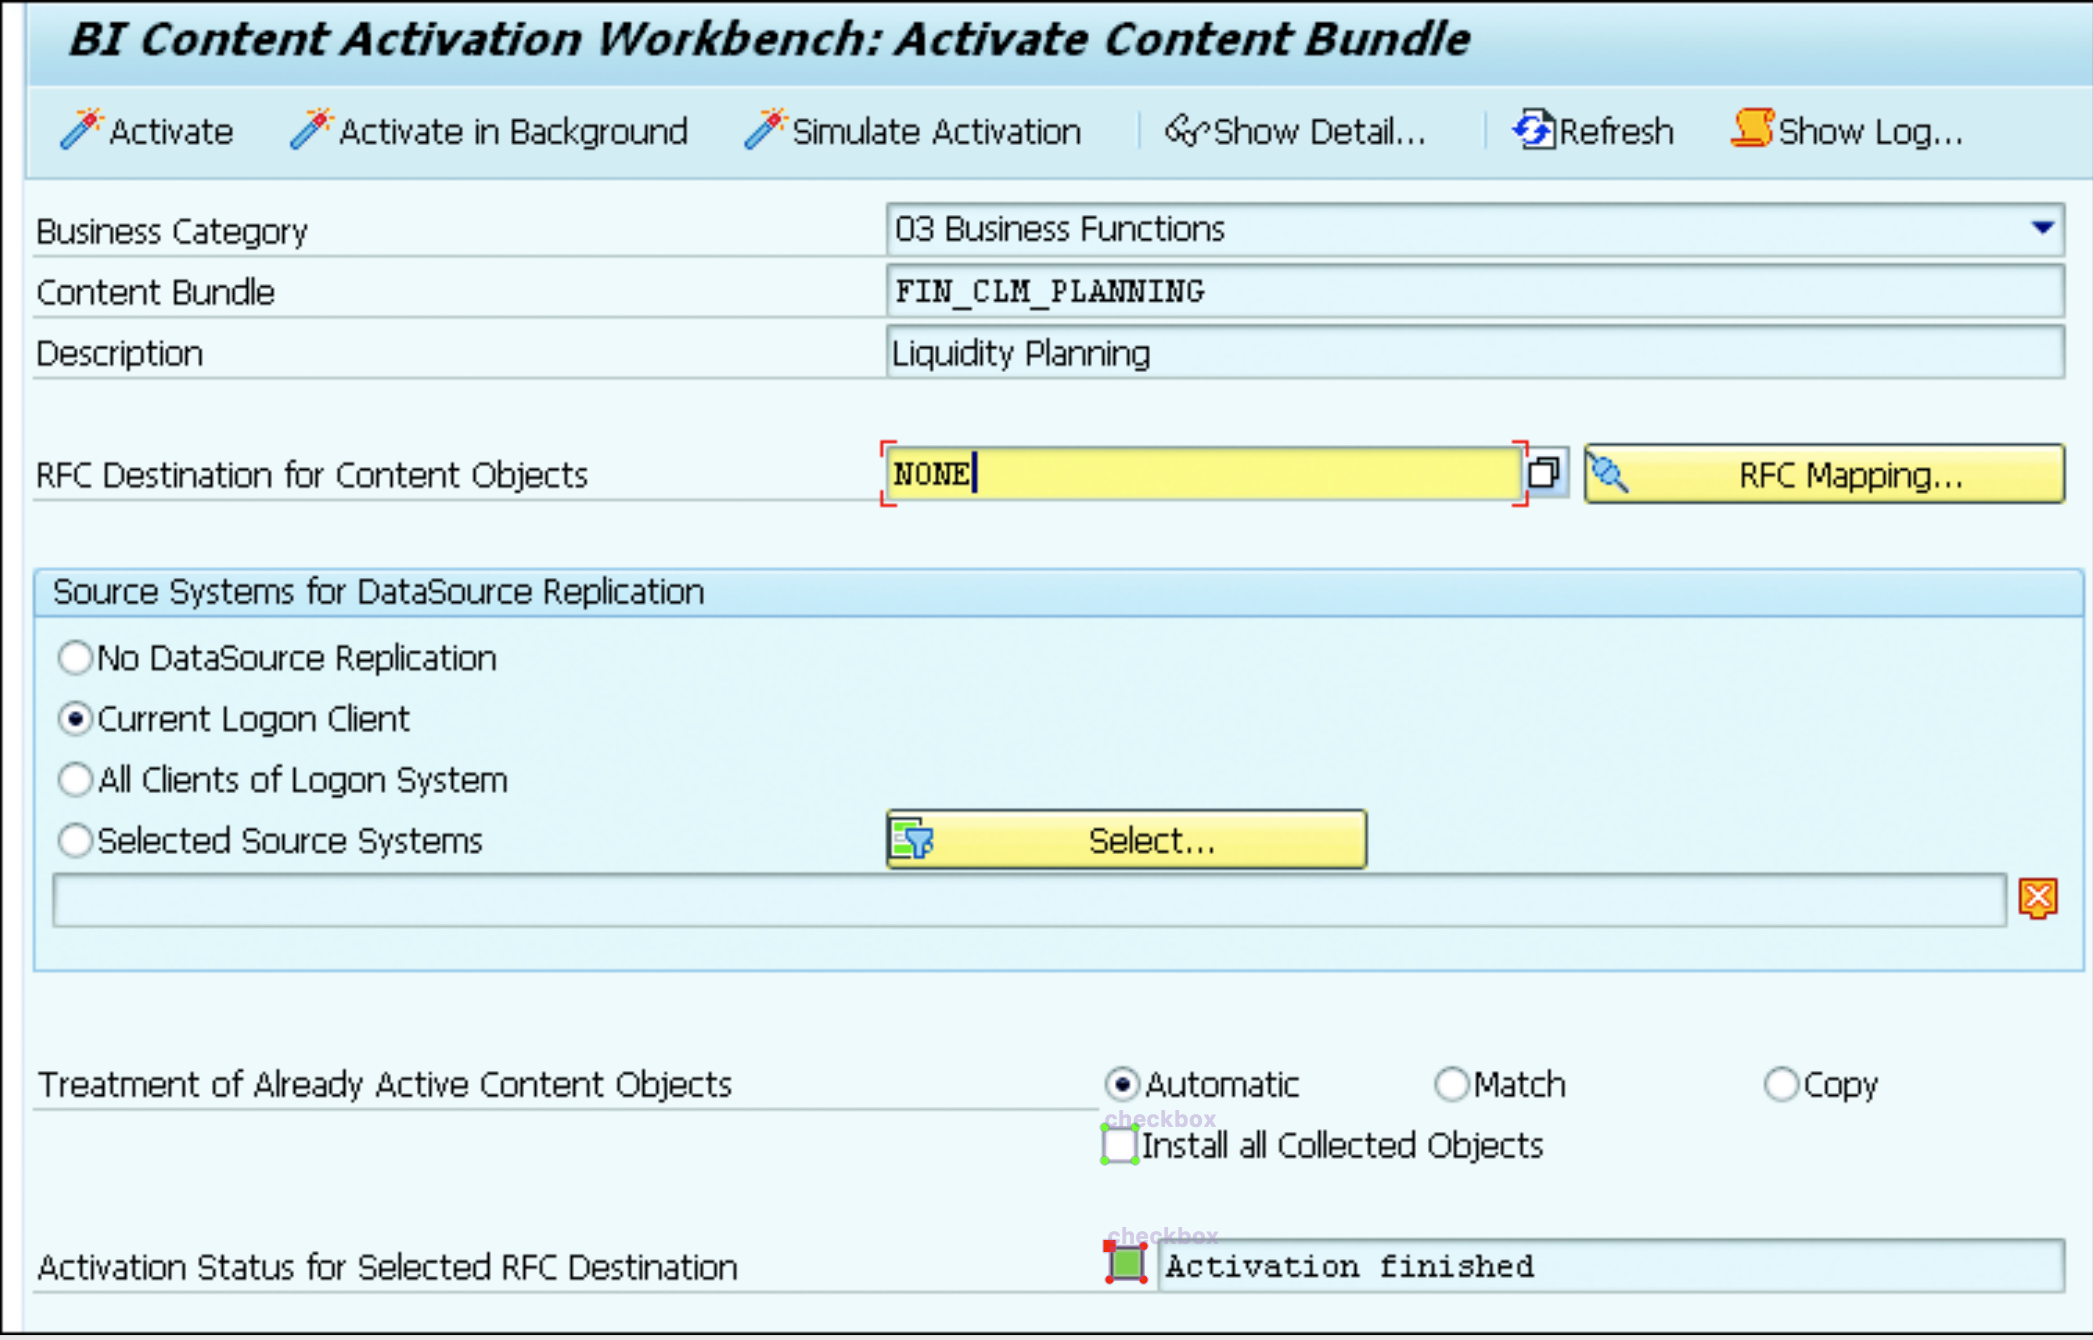 BI Content Activation Workbench: Activate Content Bundle
Activate Activate in Background Simulate Activation Show Detail... Refresh Show Log...
Business Category 03 Business Functions
Content Bundle FIN_CLM_PLANNING
Description Liquidity Planning
RFC Destination for Content Objects NONE RFC Mapping...
Source Systems for DataSource Replication
No DataSource Replication
Current Logon Client
All Clients of Logon System
Selected Source Systems Select...
Treatment of Already Active Content Objects Automatic Match Copy
checkbox
Install all Collected Objects
checkbox
Activation Status for Selected RFC Destination Activation finished